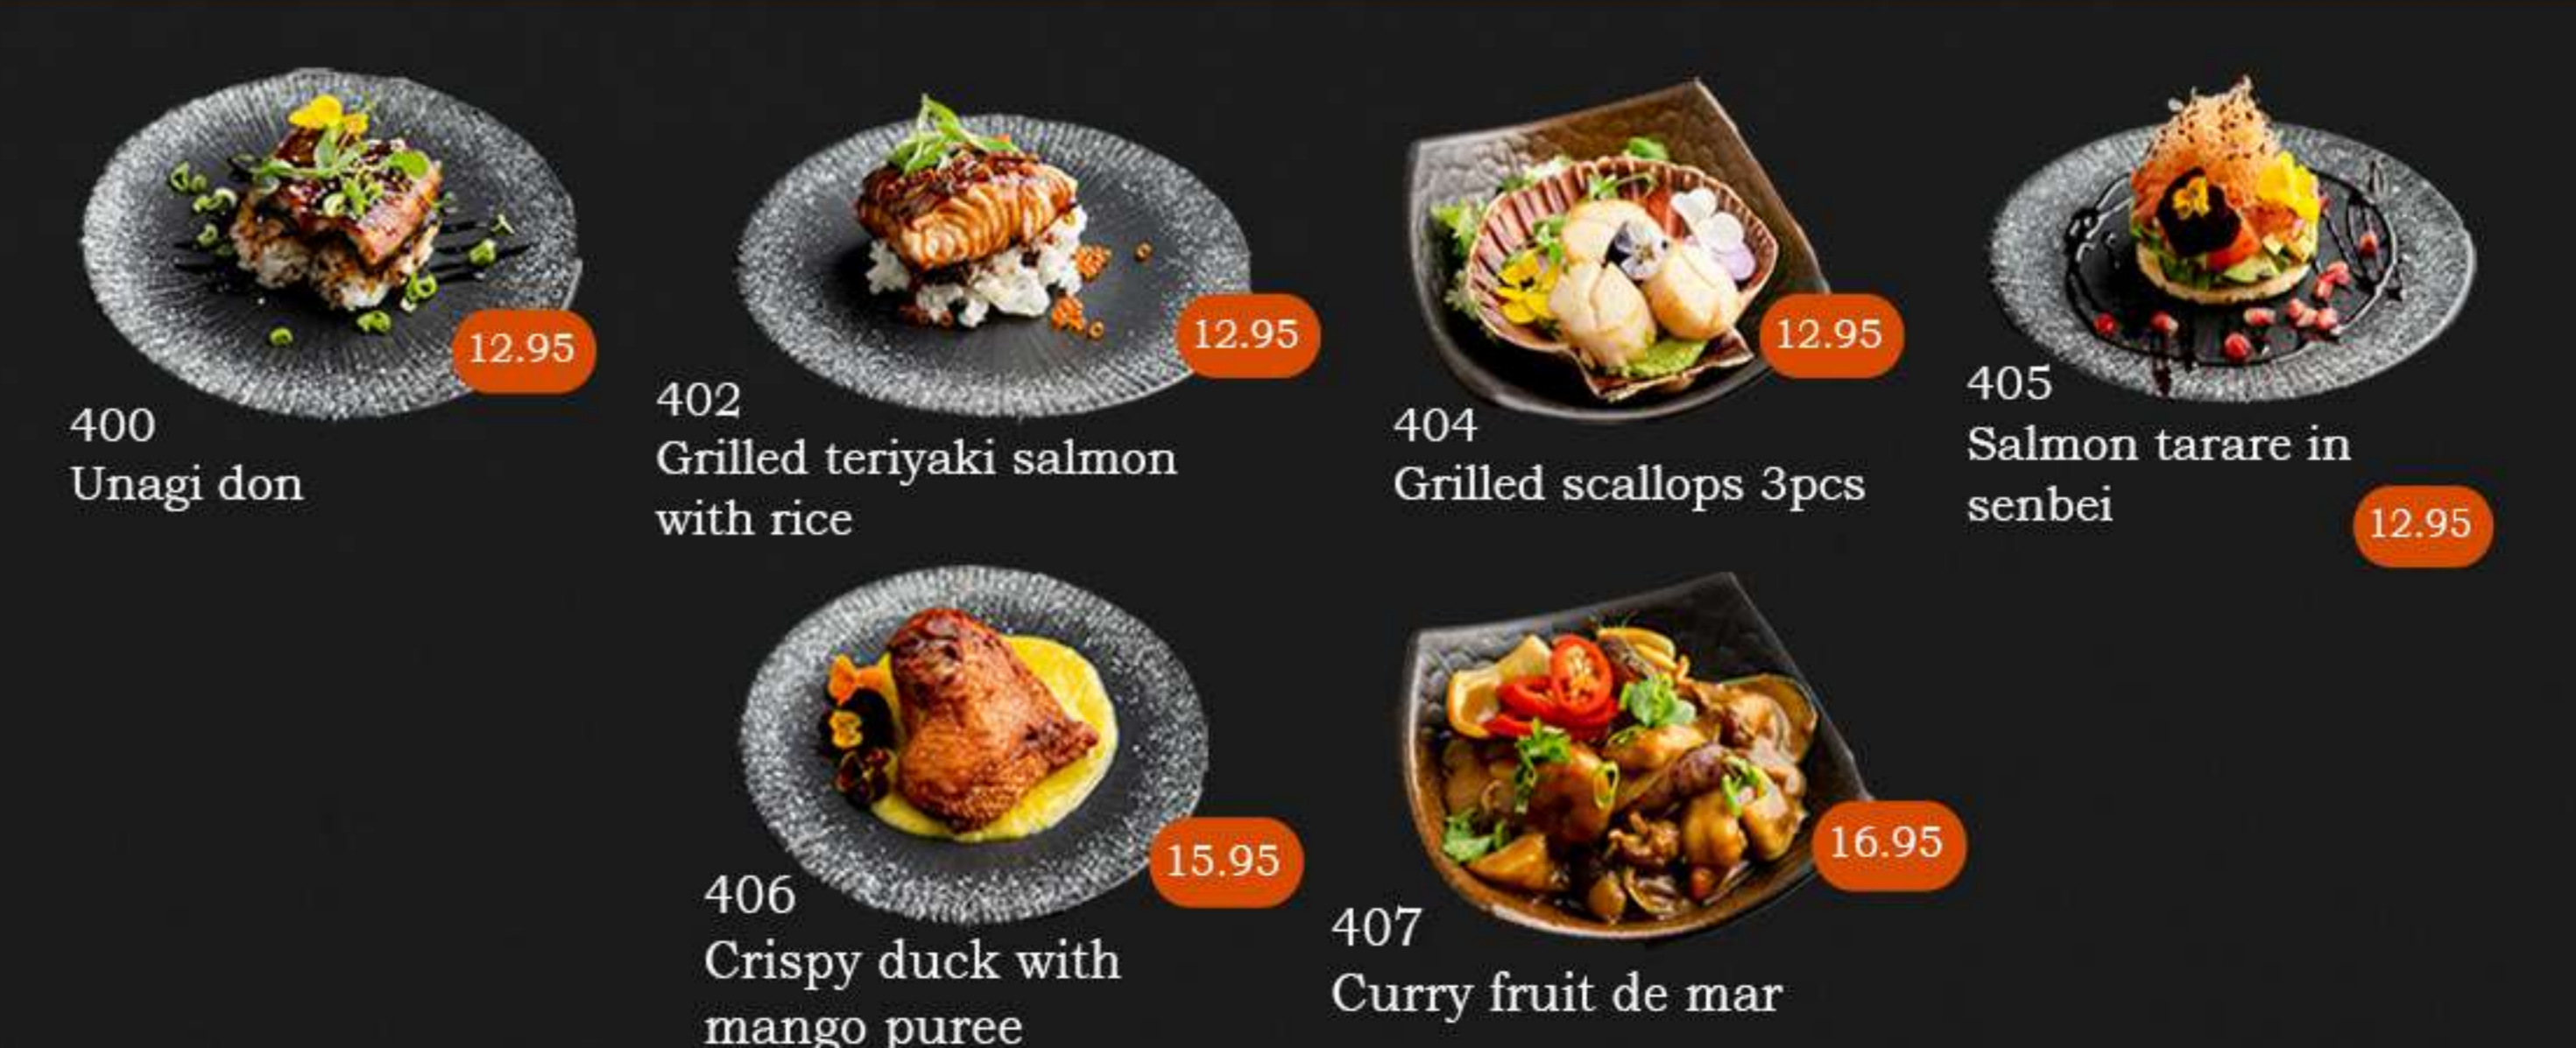 12.95
400
Unagi don
12.95
402
Grilled teriyaki salmon
with rice
12.95
404
Grilled scallops 3pcs
405
Salmon tarare in
senbei
12.95
15.95
406
Crispy duck with
mango puree
16.95
407
Curry fruit de mar